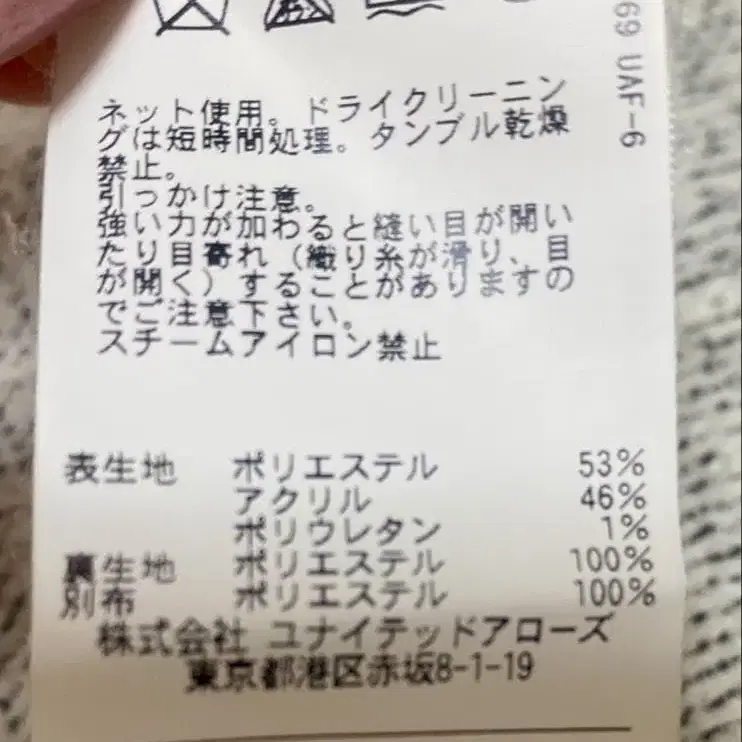 69 UAF-6
ネット使用。ドライクリーニン
グは短時間処理。タンブル乾燥
禁止。
引っかけ注意。
強い力が加わると縫い目が開い
たり目寄れ（織り糸が滑り、目
が開く）することがありますの
でご注意下さい。
スチームアイロン禁止
表生地 ポリエステル 53%
アクリル 46%
ポリウレタン 1%
裏生地 ポリエステル 100%
別布 ポリエステル 100%
株式会社 ユナイテッドアローズ
東京都港区赤坂8-1-19